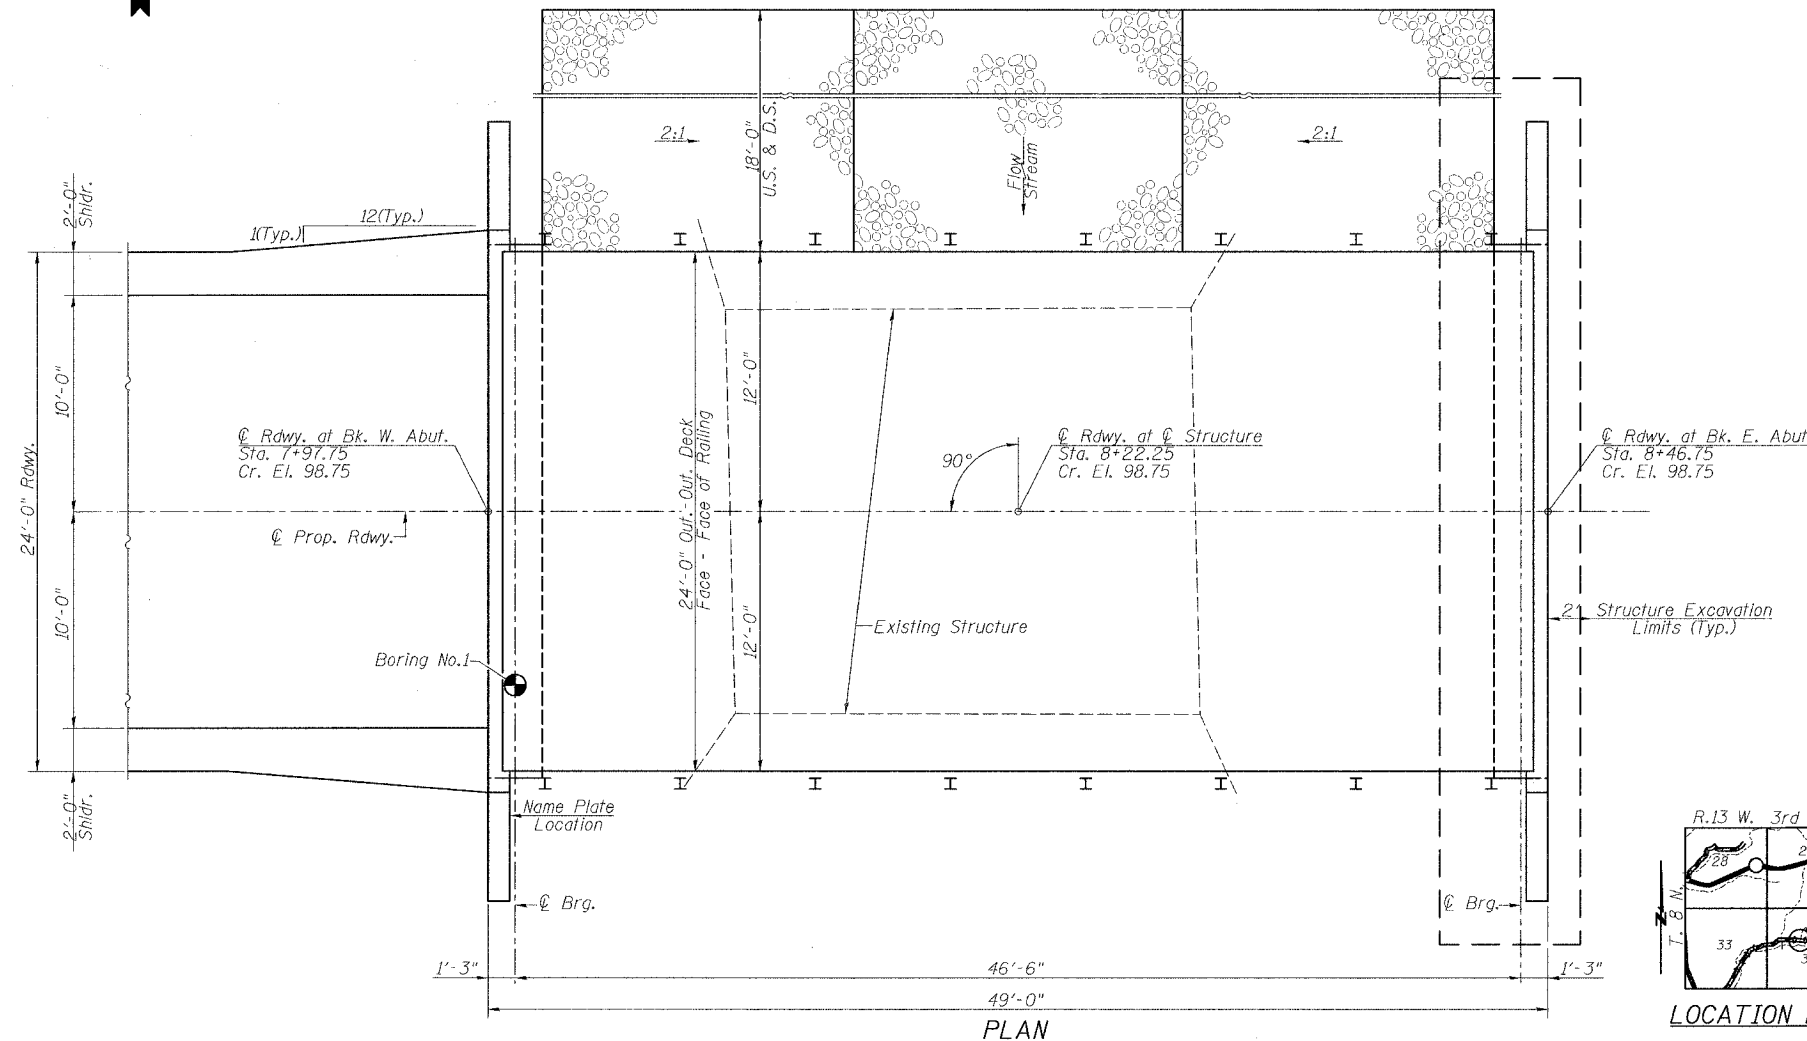 18'-0"
U.S. & D.S.
2:1
Flow
Stream
2:1
2'-0"
Shldr.
12(Typ.)
1(Typ.)
10'-0"
24'-0" Rdwy.
12'-0"
24'-0" Out.-Out. Deck
Face - Face of Railing
℄ Rdwy. at Bk. W. Abut.
Sta. 7+97.75
Cr. El. 98.75
90°
℄ Rdwy. at ℄ Structure
Sta. 8+22.25
Cr. El. 98.75
℄ Rdwy. at Bk. E. Abut
Sta. 8+46.75
Cr. El. 98.75
℄ Prop. Rdwy.
10'-0"
12'-0"
Existing Structure
2'
Structure Excavation
Limits (Typ.)
Boring No.1
2'-0"
Shldr.
Name Plate
Location
℄ Brg.
℄ Brg.
1'-3"
46'-6"
1'-3"
49'-0"
PLAN
R.13 W. 3rd
T. 8 N.
28
2
33
3
N
LOCATION